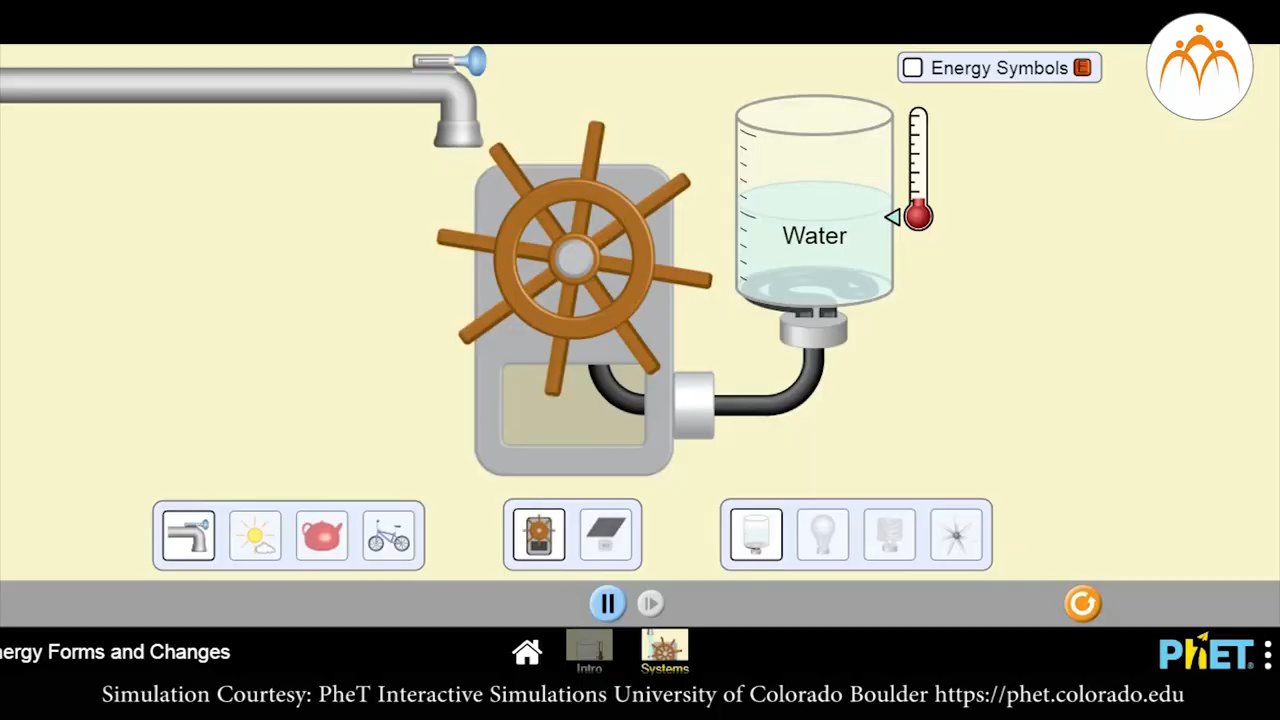 Energy Symbols E
Water
nergy Forms and Changes
Intro
Systems
PhET
Simulation Courtesy: PheT Interactive Simulations University of Colorado Boulder https://phet.colorado.edu